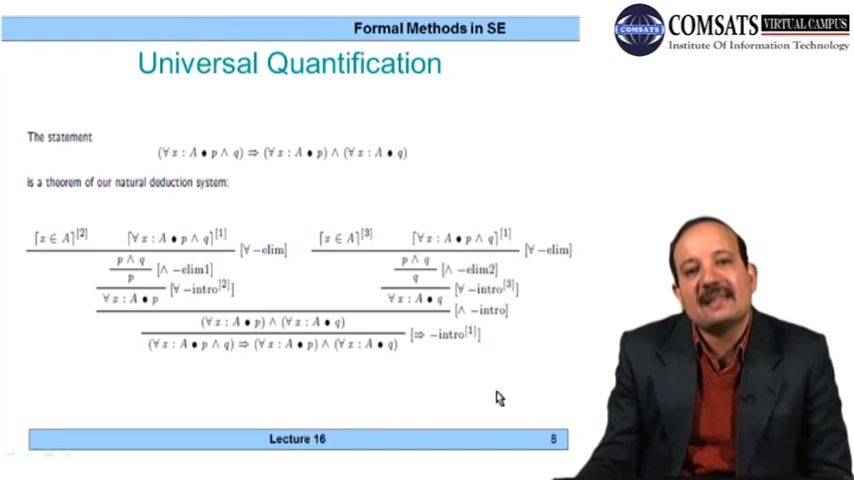 Formal Methods in SE
COMSATS VIRTUAL CAMPUS
COMSATS
Institute Of Information Technology
Universal Quantification
The statement
(∀ x : A • p ∧ q) ⇒ (∀ x : A • p) ∧ (∀ x : A • q)
is a theorem of our natural deduction system:
⌈x ∈ A⌉[2] ⌈∀ x : A • p ∧ q⌉[1] [∀ −elim] ⌈x ∈ A⌉[3] ⌈∀ x : A • p ∧ q⌉[1] [∀ −elim]
p ∧ q p ∧ q
p [∧ −elim1] q [∧ −elim2]
∀ x : A • p [∀ −intro[2]] ∀ x : A • q [∀ −intro[3]]
(∀ x : A • p) ∧ (∀ x : A • q) [∧ −intro]
(∀ x : A • p ∧ q) ⇒ (∀ x : A • p) ∧ (∀ x : A • q) [⇒ −intro[1]]
Lecture 16 8